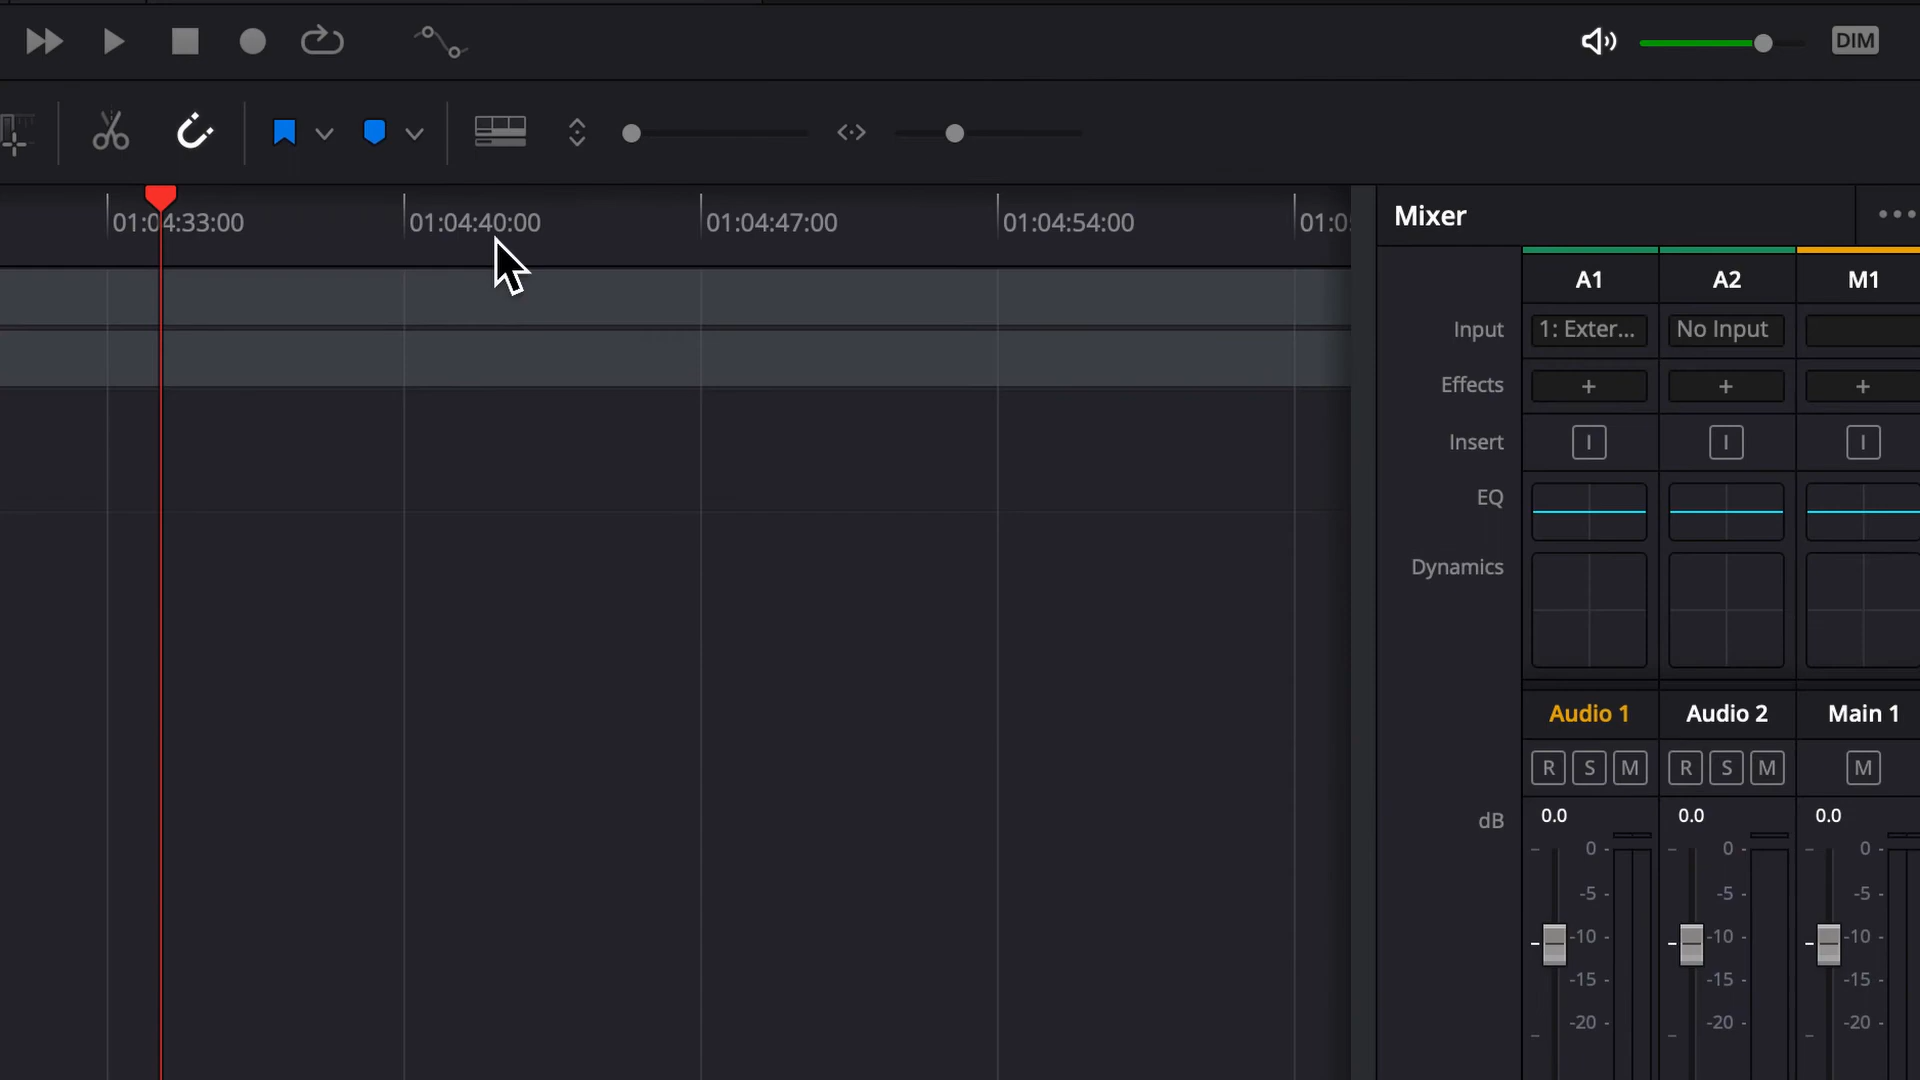 DIM
01:04:33:00 01:04:40:00 01:04:47:00 01:04:54:00
Mixer
A1 A2 M1
Input 1: Exter... No Input
Effects + + +
Insert I I I
EQ
Dynamics
Audio 1 Audio 2 Main 1
R S M R S M M
dB 0.0 0.0 0.0
0 0 0
-5 -5 -5
-10 -10 -10
-15 -15 -15
-20 -20 -20